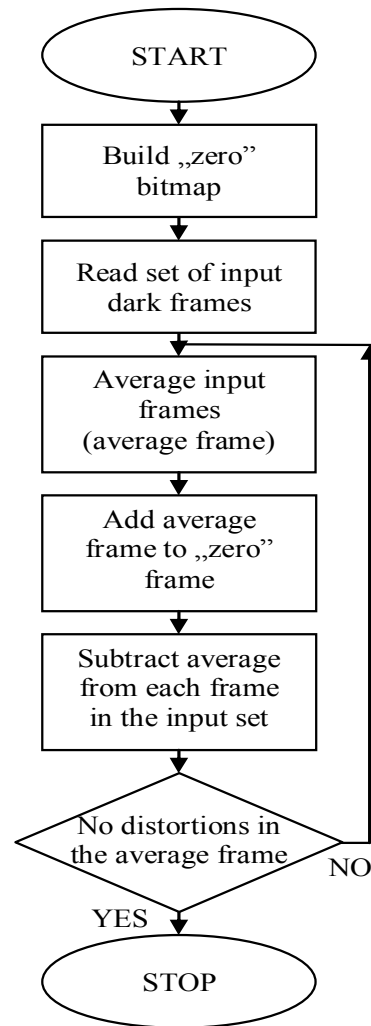 START
Build „zero”
bitmap
Read set of input
dark frames
Average input
frames
(average frame)
Add average
frame to „zero”
frame
Subtract average
from each frame
in the input set
No distortions in
the average frame
NO
YES
STOP